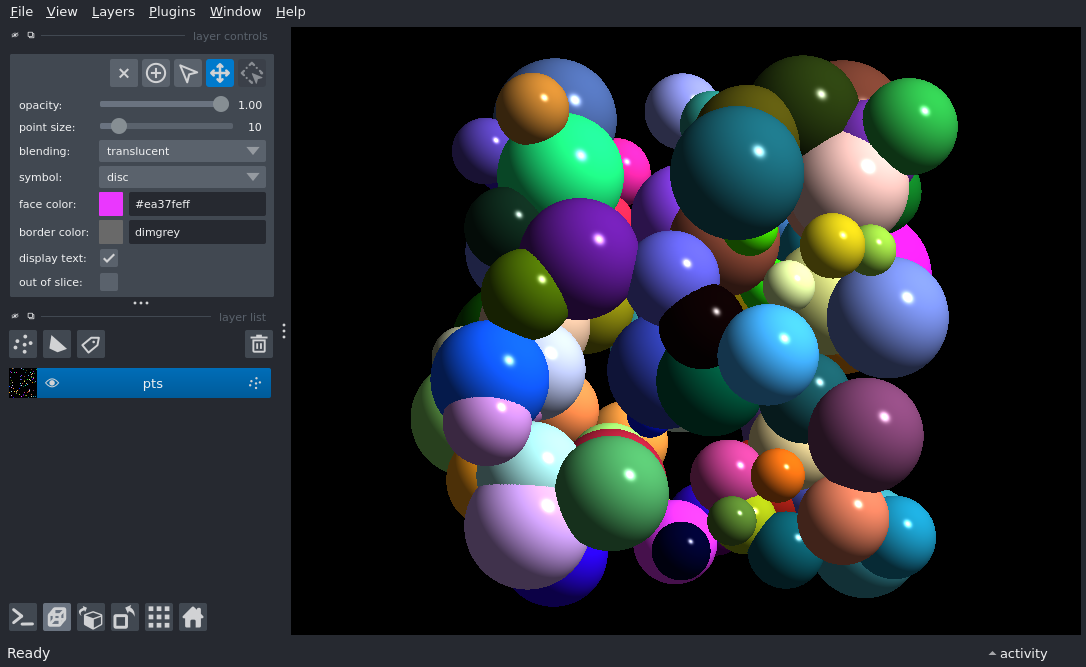 File View Layers Plugins Window Help
layer controls
opacity: 1.00
point size: 10
blending: translucent
symbol: disc
face color: #ea37feff
border color: dimgrey
display text:
out of slice:
layer list
pts
Ready activity